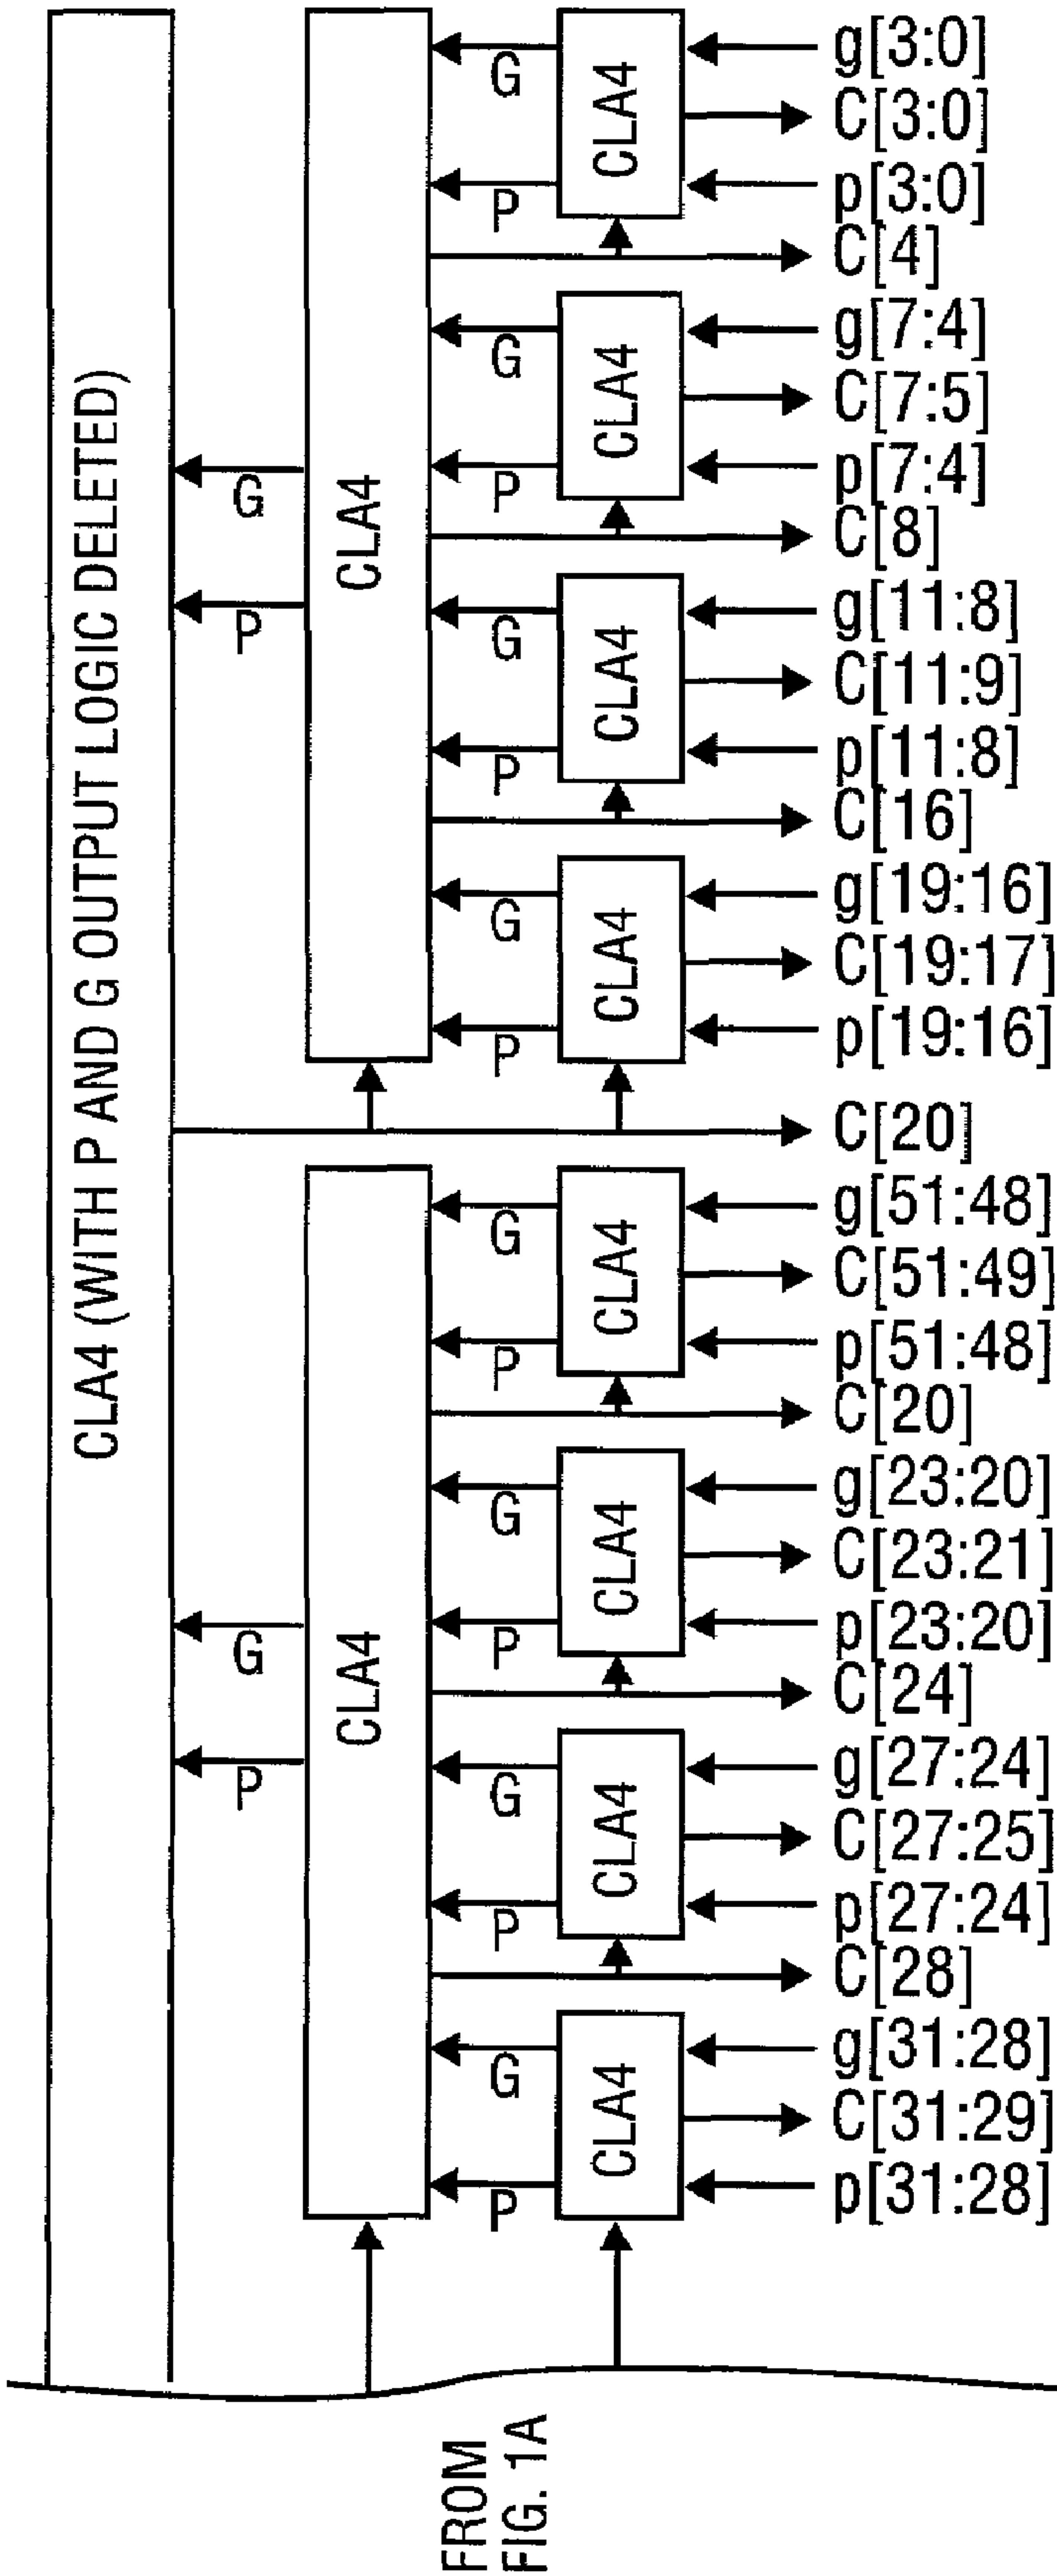 CLA4 (WITH P AND G OUTPUT LOGIC DELETED)
P
G
P
G
CLA4
CLA4
P
G
P
G
P
G
P
G
P
G
P
G
P
G
P
G
CLA4
CLA4
CLA4
CLA4
CLA4
CLA4
CLA4
CLA4
FROM
FIG. 1A
g[3:0]
C[3:0]
p[3:0]
C[4]
g[7:4]
C[7:5]
p[7:4]
C[8]
g[11:8]
C[11:9]
p[11:8]
C[16]
g[19:16]
C[19:17]
p[19:16]
C[20]
g[51:48]
C[51:49]
p[51:48]
C[20]
g[23:20]
C[23:21]
p[23:20]
C[24]
g[27:24]
C[27:25]
p[27:24]
C[28]
g[31:28]
C[31:29]
p[31:28]